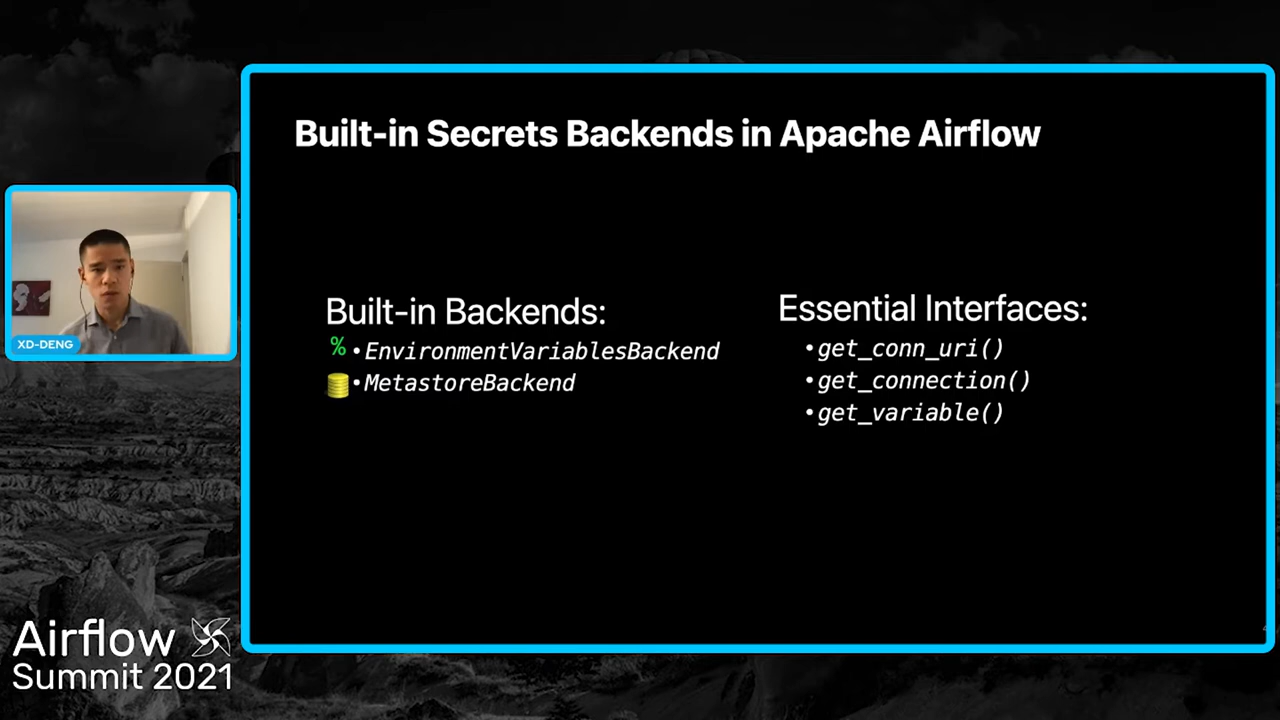 Built-in Secrets Backends in Apache Airflow
Built-in Backends:
% • EnvironmentVariablesBackend
• MetastoreBackend
Essential Interfaces:
• get_conn_uri()
• get_connection()
• get_variable()
XD-DENG
Airflow
Summit 2021